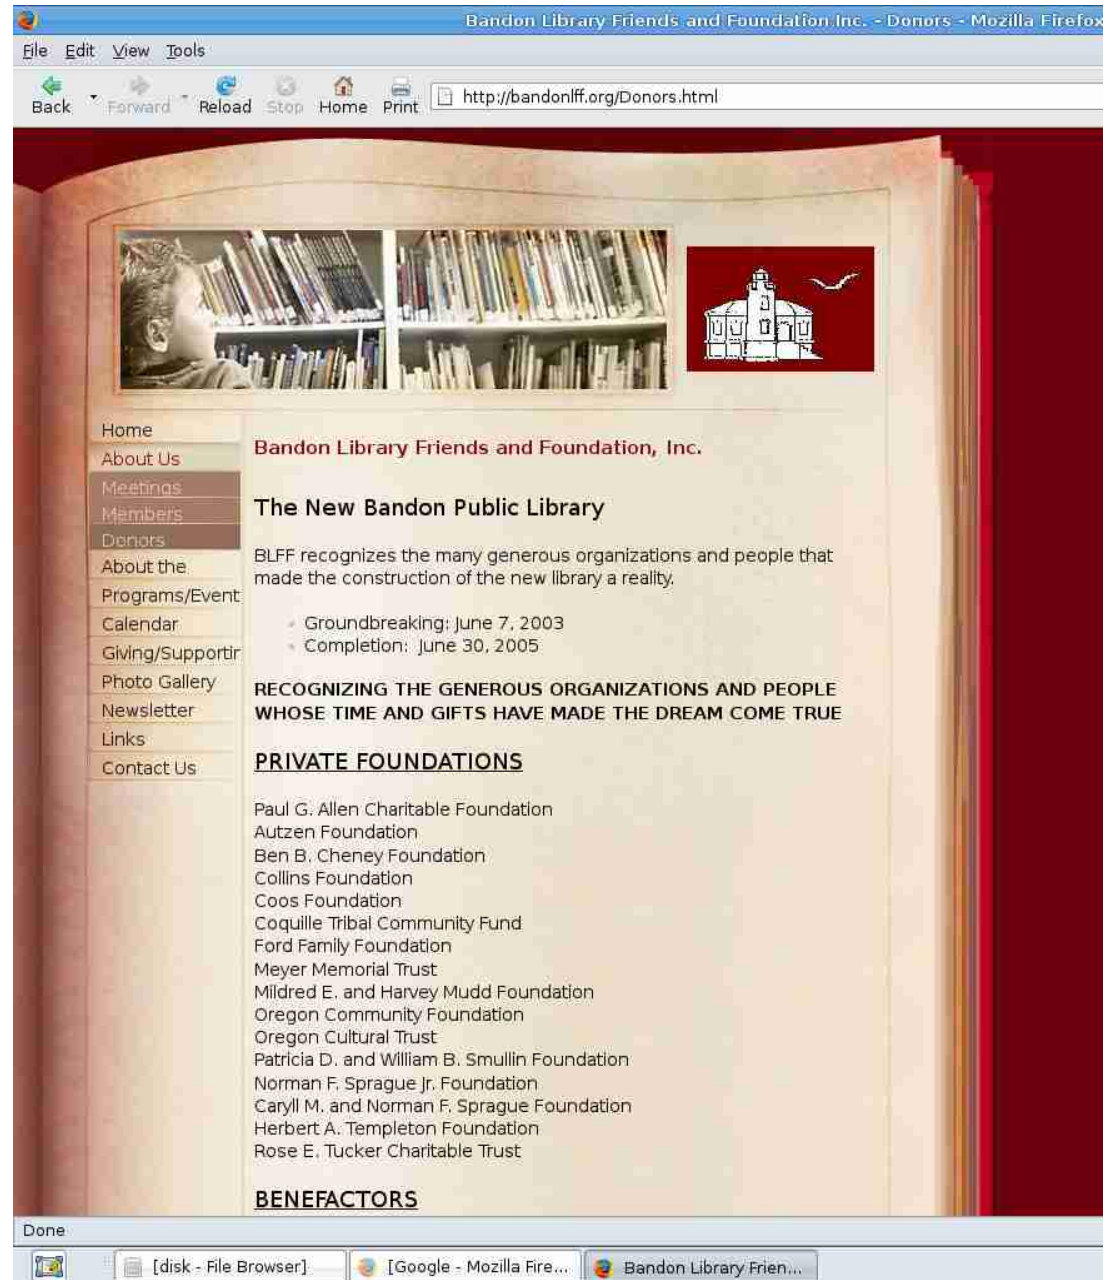 Bandon Library Friends and Foundation Inc. - Donors - Mozilla Firefox
File Edit View Tools
Back Forward Reload Stop Home Print http://bandonlff.org/Donors.html
Home
About Us
Meetings
Members
Donors
About the
Programs/Event
Calendar
Giving/Supportin
Photo Gallery
Newsletter
Links
Contact Us
Bandon Library Friends and Foundation, Inc.
The New Bandon Public Library
BLFF recognizes the many generous organizations and people that
made the construction of the new library a reality.
Groundbreaking: June 7, 2003
Completion: June 30, 2005
RECOGNIZING THE GENEROUS ORGANIZATIONS AND PEOPLE
WHOSE TIME AND GIFTS HAVE MADE THE DREAM COME TRUE
PRIVATE FOUNDATIONS
Paul G. Allen Charitable Foundation
Autzen Foundation
Ben B. Cheney Foundation
Collins Foundation
Coos Foundation
Coquille Tribal Community Fund
Ford Family Foundation
Meyer Memorial Trust
Mildred E. and Harvey Mudd Foundation
Oregon Community Foundation
Oregon Cultural Trust
Patricia D. and William B. Smullin Foundation
Norman F. Sprague Jr. Foundation
Caryll M. and Norman F. Sprague Foundation
Herbert A. Templeton Foundation
Rose E. Tucker Charitable Trust
BENEFACTORS
Done
[disk - File Browser] [Google - Mozilla Fire... Bandon Library Frien...